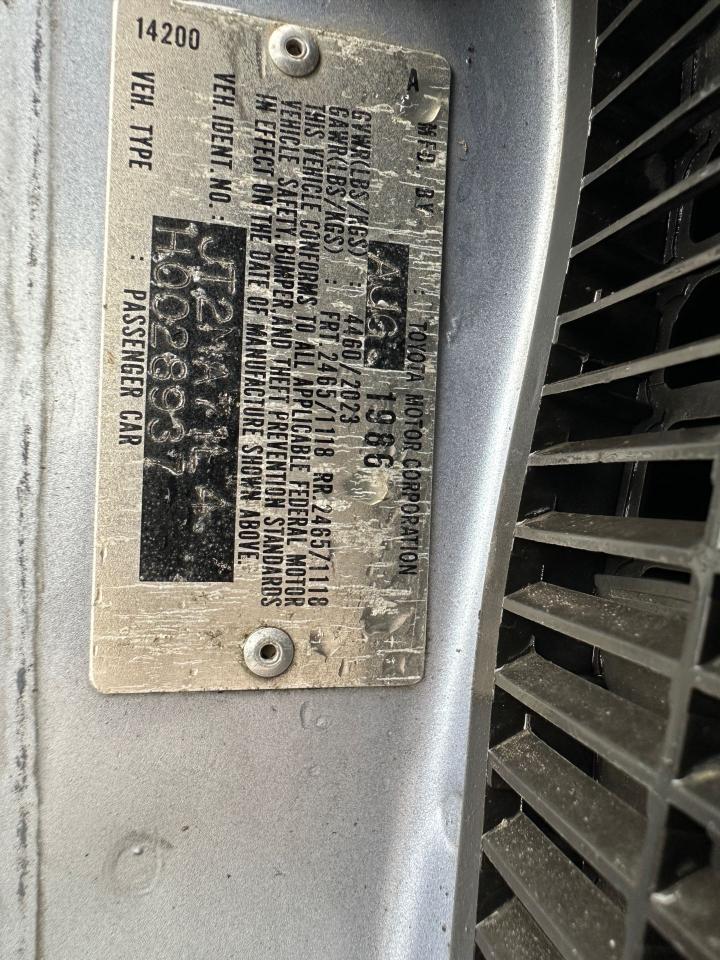 A MFD. BY : TOYOTA MOTOR CORPORATION
AUG. 1986
GVWR(LBS/KGS) : 4460/2023
GAWR(LBS/KGS) : FRT.2465/1118 RR.2465/1118
THIS VEHICLE CONFORMS TO ALL APPLICABLE FEDERAL MOTOR
VEHICLE SAFETY BUMPER,AND THEFT PREVENTION STANDARDS
IN EFFECT ON THE DATE OF MANUFACTURE SHOWN ABOVE.
VEH.IDENT.NO. : JT2MA71L4
H0028937
VEH. TYPE : PASSENGER CAR
14200